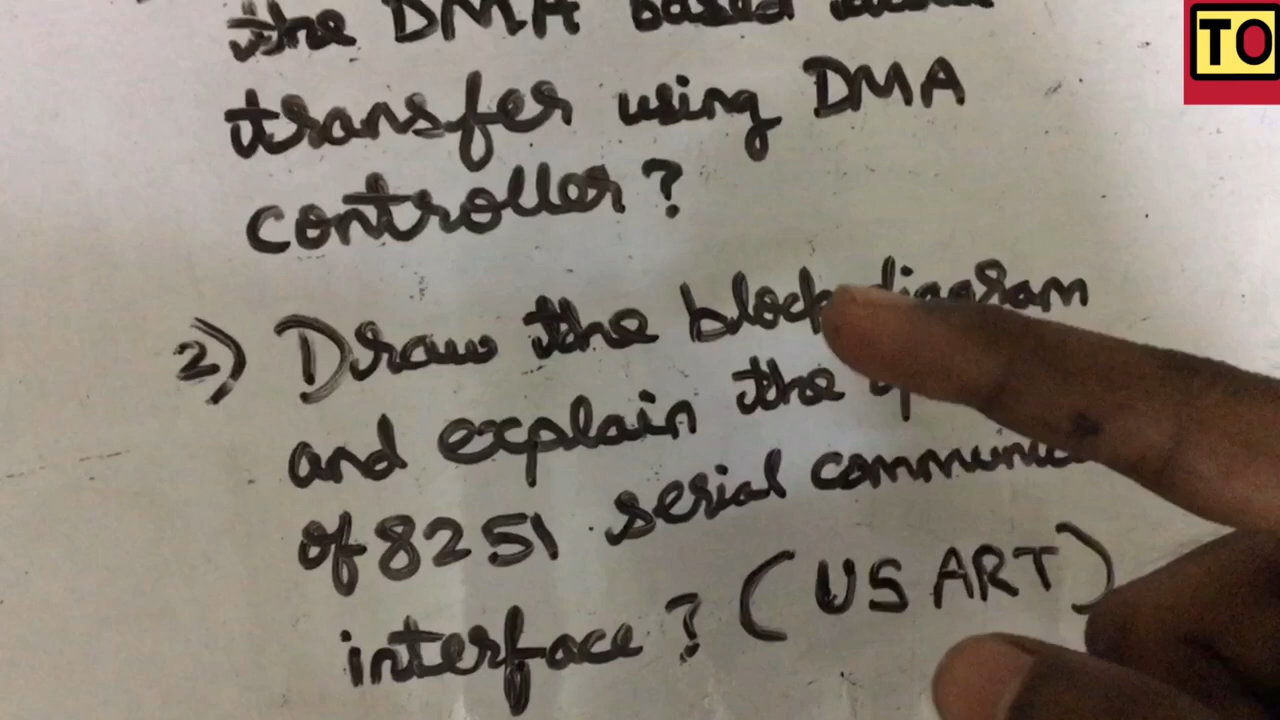 TO
the DMA based
transfer using DMA
controller?
2) Draw the block diagram
and explain the
of 8251 serial
interface? (USART)